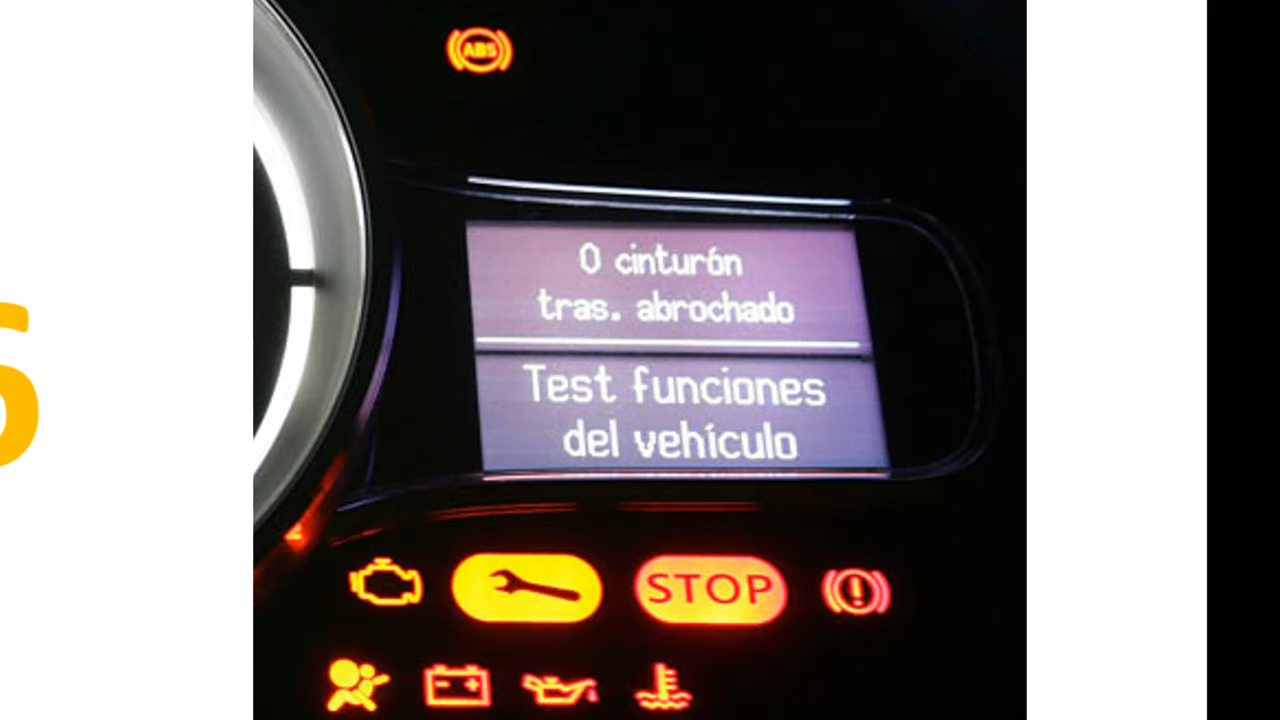 ABS
0 cinturón
tras. abrochado
Test funciones
del vehículo
STOP